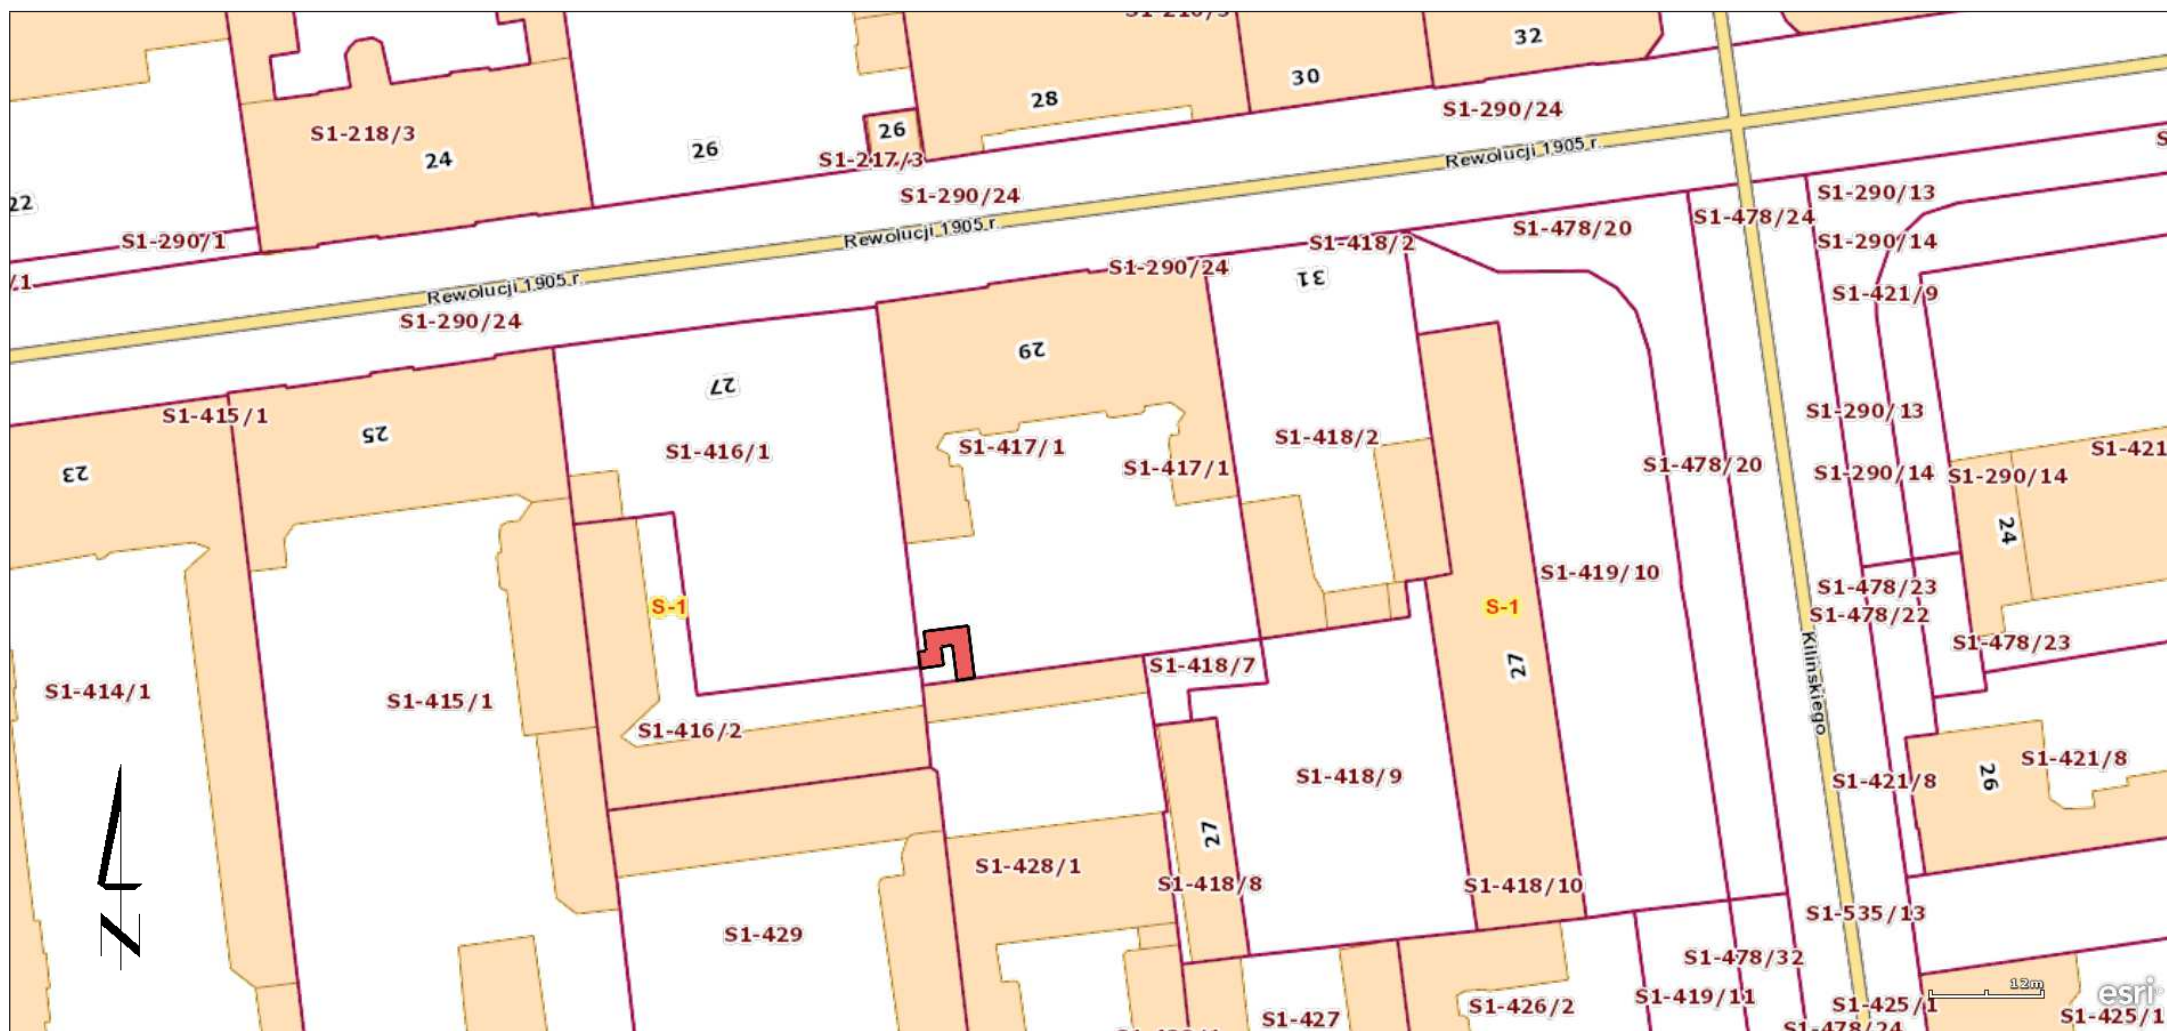 32
30
28
S1-290/24
S1-218/3
24
26
26
S1-217/3
Rewolucji 1905 r.
S1-290/24
S1-290/13
22
S1-478/24
S1-290/1
Rewolucji 1905 r.
S1-418/2
S1-478/20
S1-290/14
/1
Rewolucji 1905 r.
S1-290/24
31
S1-421/9
S1-290/24
29
27
S1-415/1
25
S1-416/1
S1-417/1
S1-418/2
S1-290/13
S1-421
23
S1-417/1
S1-478/20
S1-290/14
S1-290/14
24
S1-419/10
S-1
S-1
S1-478/23
S1-478/22
S1-478/23
S1-414/1
S1-415/1
S1-418/7
27
Kilińskiego
S1-416/2
S1-418/9
S1-421/8
26
S1-421/8
27
S1-428/1
S1-418/8
S1-418/10
N
S1-429
S1-535/13
S1-478/32
S1-426/2
S1-419/11
S1-425/1
12m
esri
S1-427
S1-478/24
S1-425/1